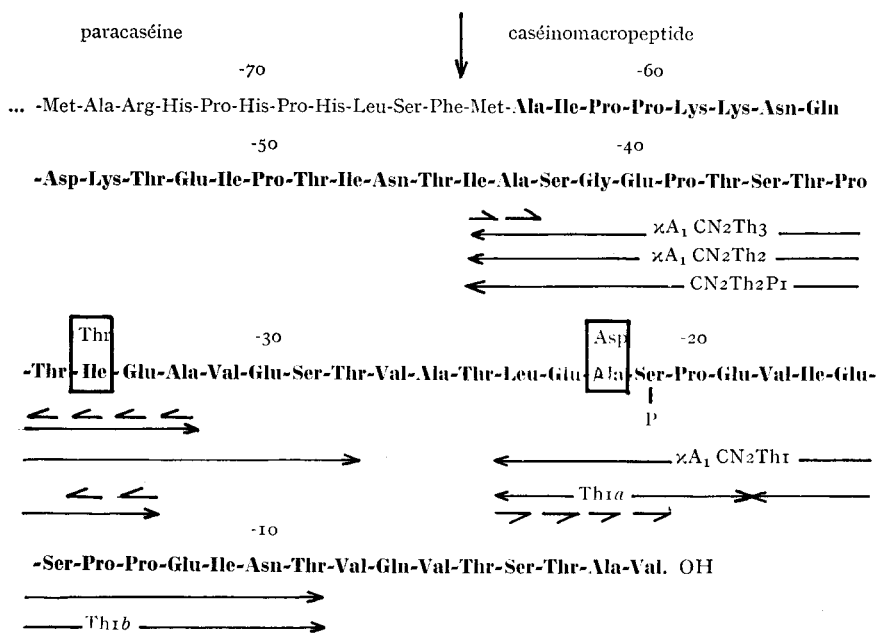 paracaséine caséinomacropeptide
-70 -60
... -Met-Ala-Arg-His-Pro-His-Pro-His-Leu-Ser-Phe-Met-Ala-Ile-Pro-Pro-Lys-Lys-Asn-Gln
-50 -40
-Asp-Lys-Thr-Glu-Ile-Pro-Thr-Ile-Asn-Thr-Ile-Ala-Ser-Gly-Glu-Pro-Thr-Ser-Thr-Pro
ϰA₁ CN2Th3
ϰA₁ CN2Th2
CN2Th2P1
Thr -30 Asp -20
-Thr-Ile-Glu-Ala-Val-Glu-Ser-Thr-Val-Ala-Thr-Leu-Glu-Ala-Ser-Pro-Glu-Val-Ile-Glu-
P
ϰA₁ CN2Th1
Th1a
-10
-Ser-Pro-Pro-Glu-Ile-Asn-Thr-Val-Gln-Val-Thr-Ser-Thr-Ala-Val. OH
Th1b